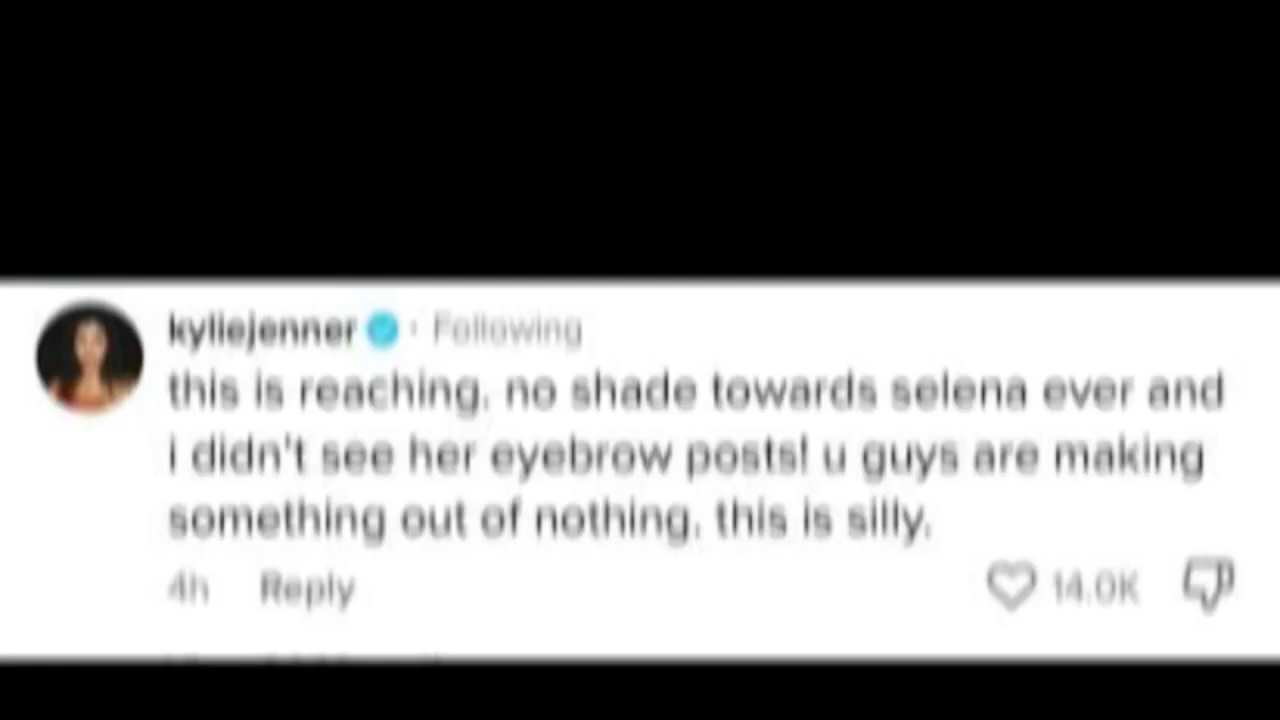 kyliejenner · Following
this is reaching. no shade towards selena ever and
i didn't see her eyebrow posts! u guys are making
something out of nothing. this is silly.
4h Reply 14.0K